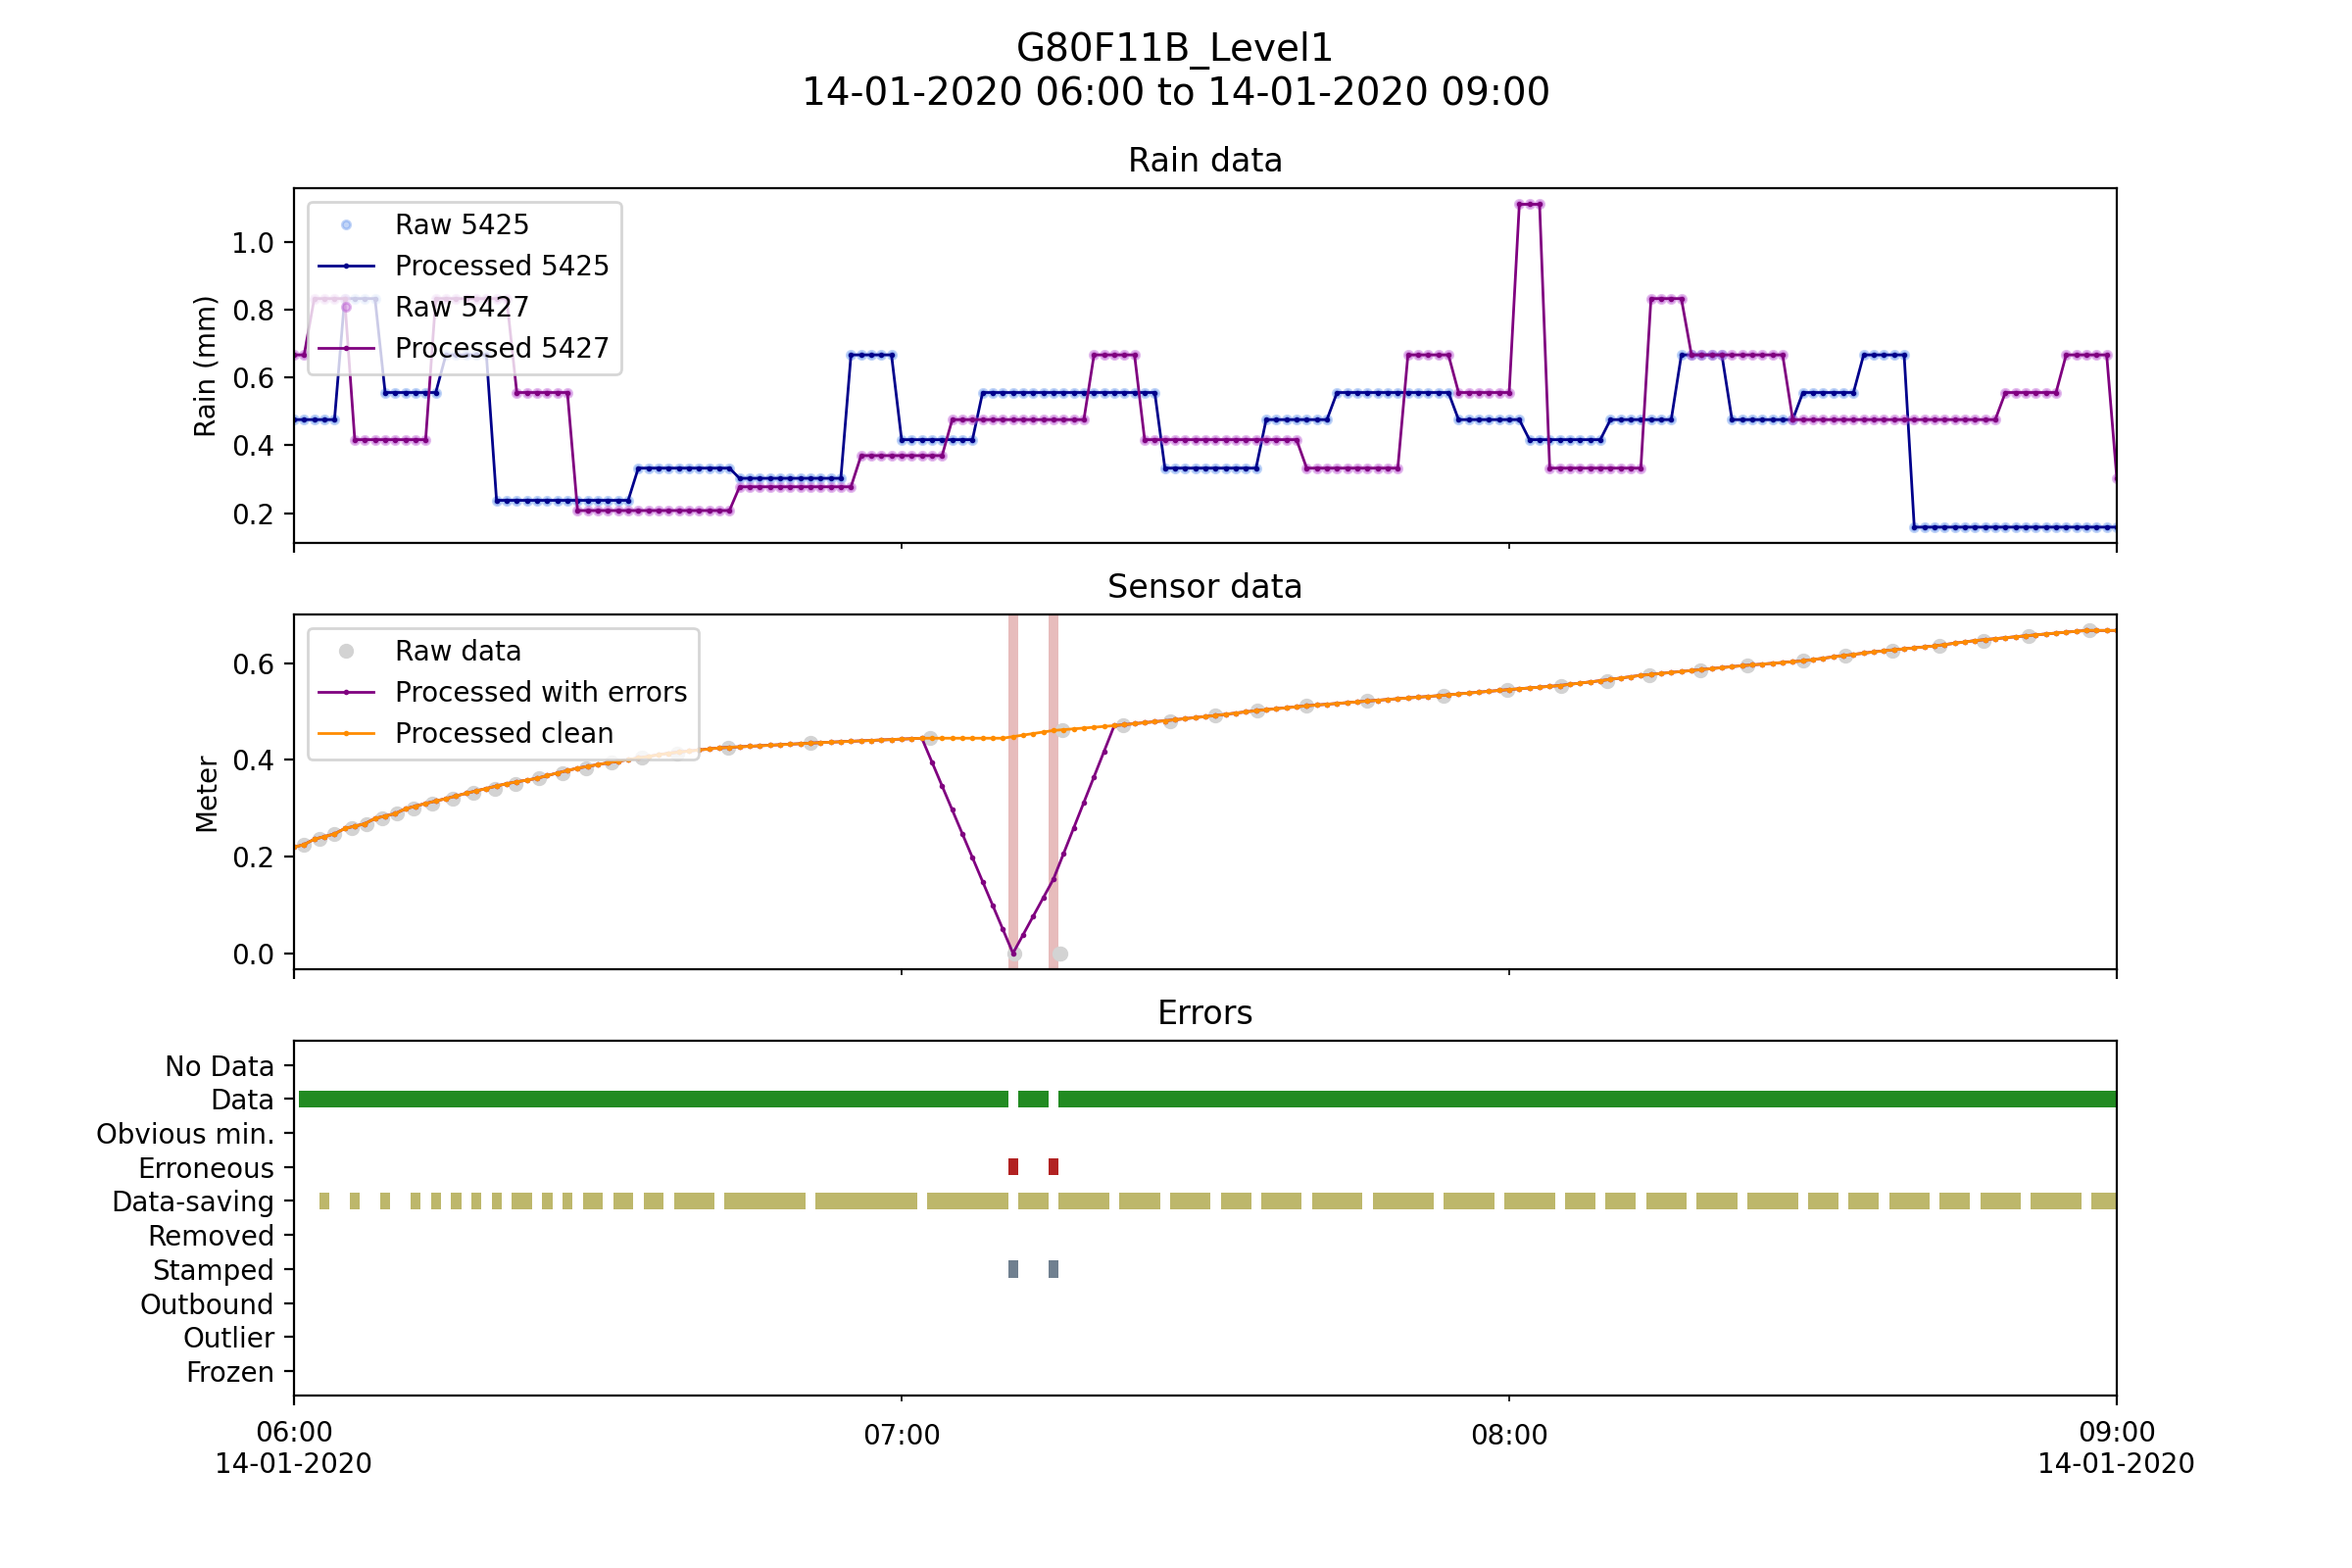 G80F11B_Level1
14-01-2020 06:00 to 14-01-2020 09:00
Rain data
Raw 5425
Processed 5425
Raw 5427
Processed 5427
Rain (mm)
1.0
0.8
0.6
0.4
0.2
Sensor data
Raw data
Processed with errors
Processed clean
Meter
0.6
0.4
0.2
0.0
Errors
No Data
Data
Obvious min.
Erroneous
Data-saving
Removed
Stamped
Outbound
Outlier
Frozen
06:00
14-01-2020
07:00
08:00
09:00
14-01-2020